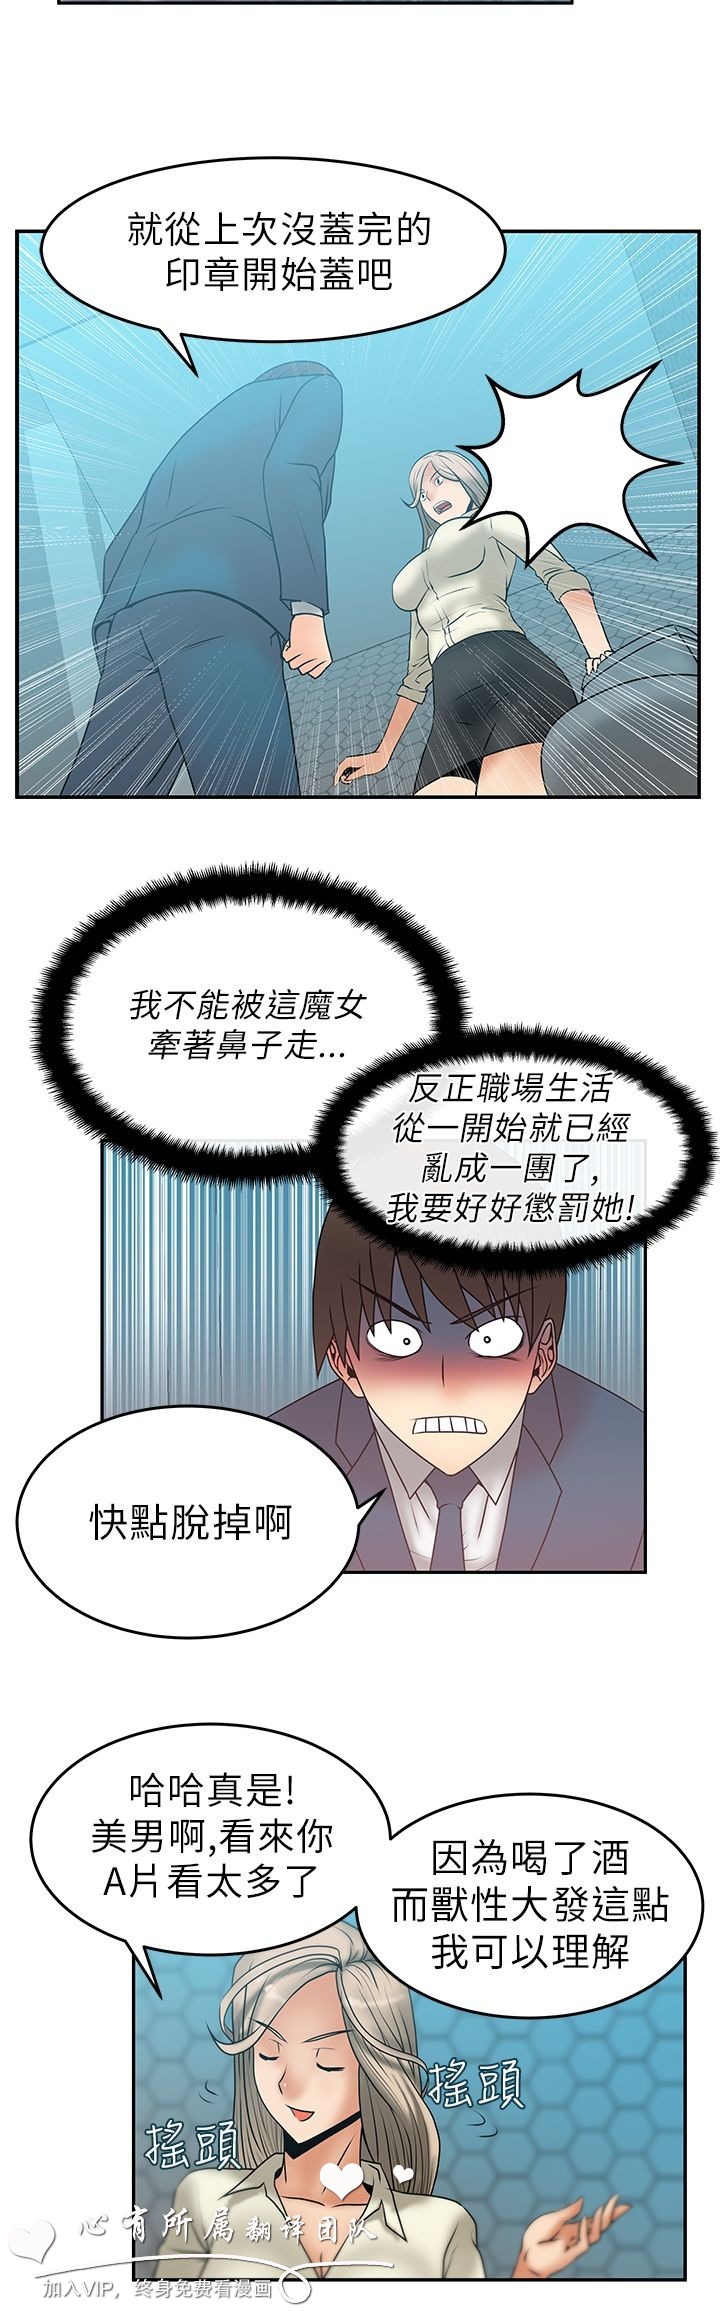 就從上次沒蓋完的
印章開始蓋吧
我不能被這魔女
牽著鼻子走...
反正職場生活
從一開始就已經
亂成一團了,
我要好好懲罰她!
快點脫掉啊
哈哈真是!
美男啊,看來你
A片看太多了
因為喝了酒
而獸性大發這點
我可以理解
搖頭
搖頭
心有所属翻译团队
加入VIP，终身免费看漫画